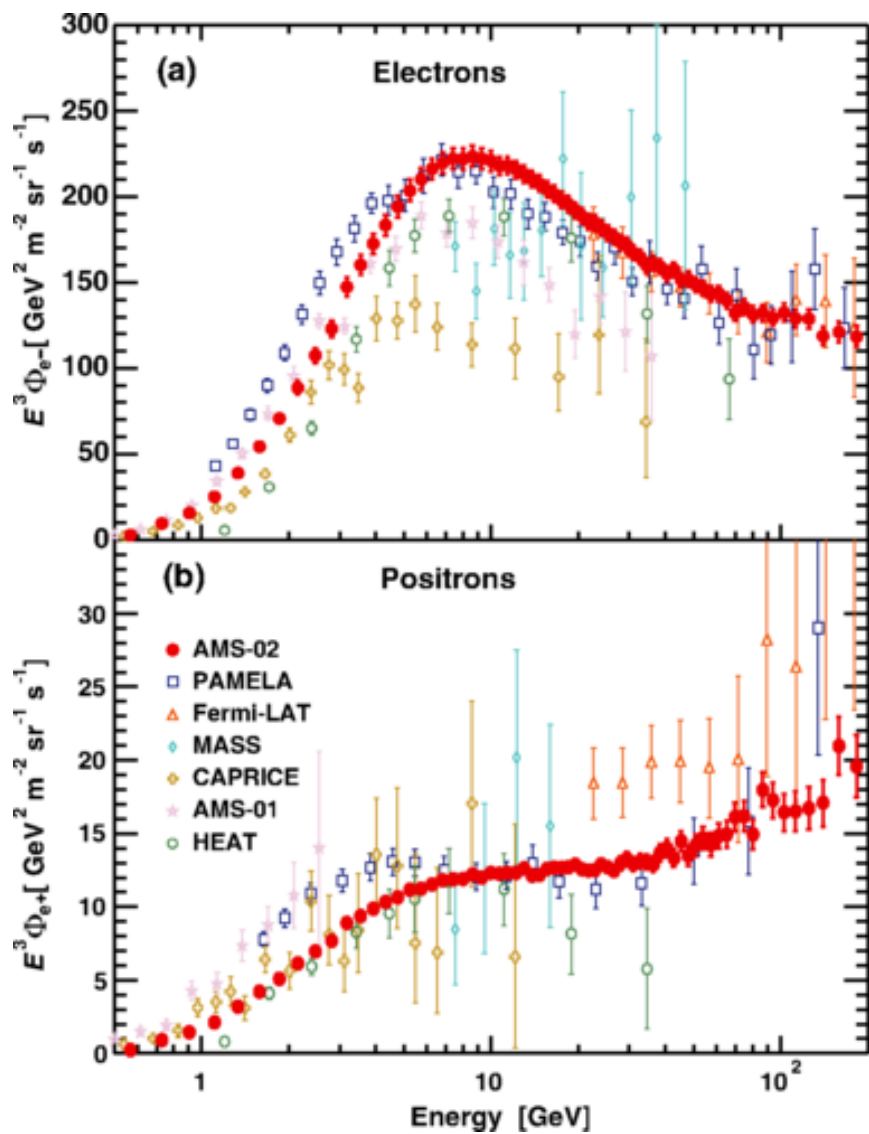 300
(a)
Electrons
250
200
150
100
50
0
E³Φe−[ GeV² m⁻² sr⁻¹ s⁻¹ ]
(b)
Positrons
30
25
20
15
10
5
0
E³Φe+[ GeV² m⁻² sr⁻¹ s⁻¹ ]
AMS-02
PAMELA
Fermi-LAT
MASS
CAPRICE
AMS-01
HEAT
1
10
10²
Energy [GeV]